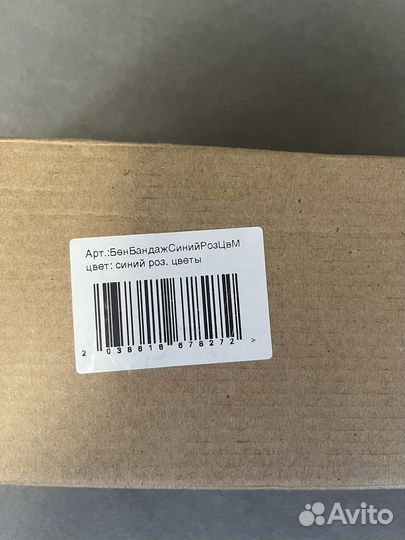 Арт.:БенБандажСинийРозЦвМ
цвет: синий роз. цветы
2 038818 678272 >
Avito